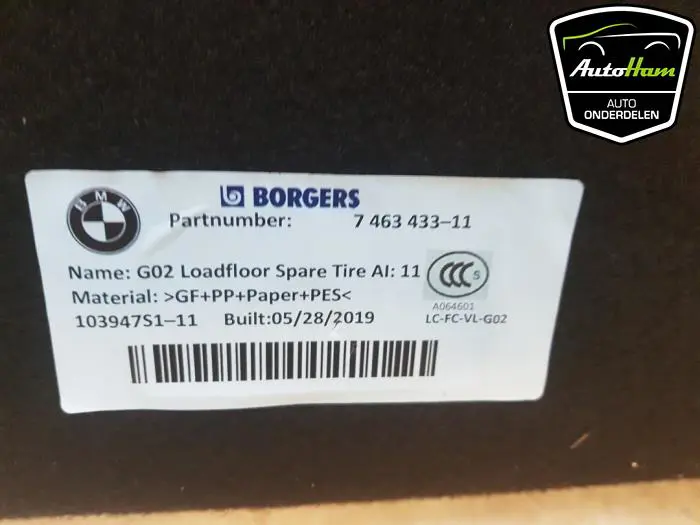 AutoHam
AUTO
ONDERDELEN
BMW
BORGERS
Partnumber: 7 463 433-11
Name: G02 Loadfloor Spare Tire AI: 11
CCC S
Material: >GF+PP+Paper+PES<
A064601
103947S1-11 Built:05/28/2019
LC-FC-VL-G02